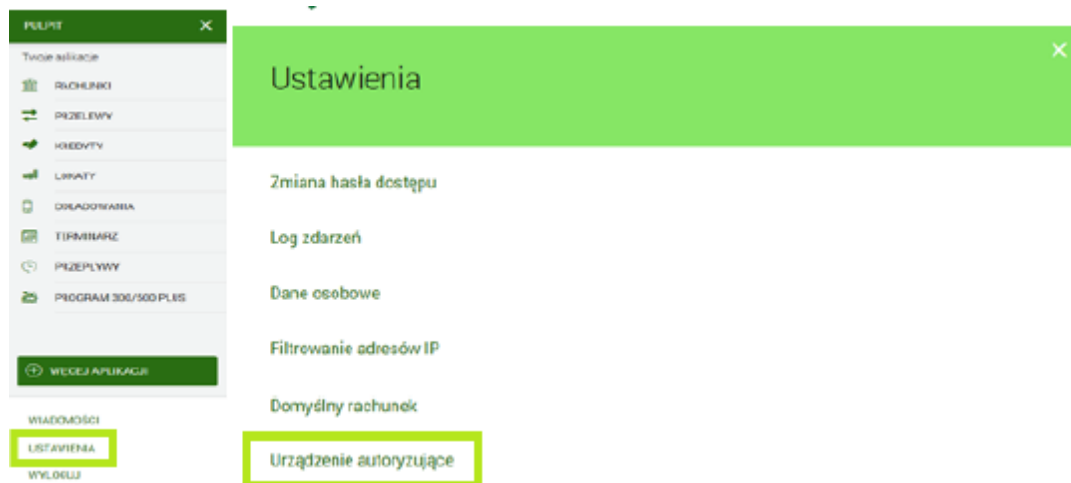 PULPIT
Twoje aplikacje
RACHUNKI
PRZELEWY
KREDYTY
LOKATY
DOŁADOWANIA
TERMINARZ
PRZEPŁYWY
PROGRAM 300/500 PLUS
WIĘCEJ APLIKACJI
WIADOMOŚCI
USTAWIENIA
WYLOGUJ
Ustawienia
Zmiana hasła dostępu
Log zdarzeń
Dane osobowe
Filtrowanie adresów IP
Domyślny rachunek
Urządzenie autoryzujące